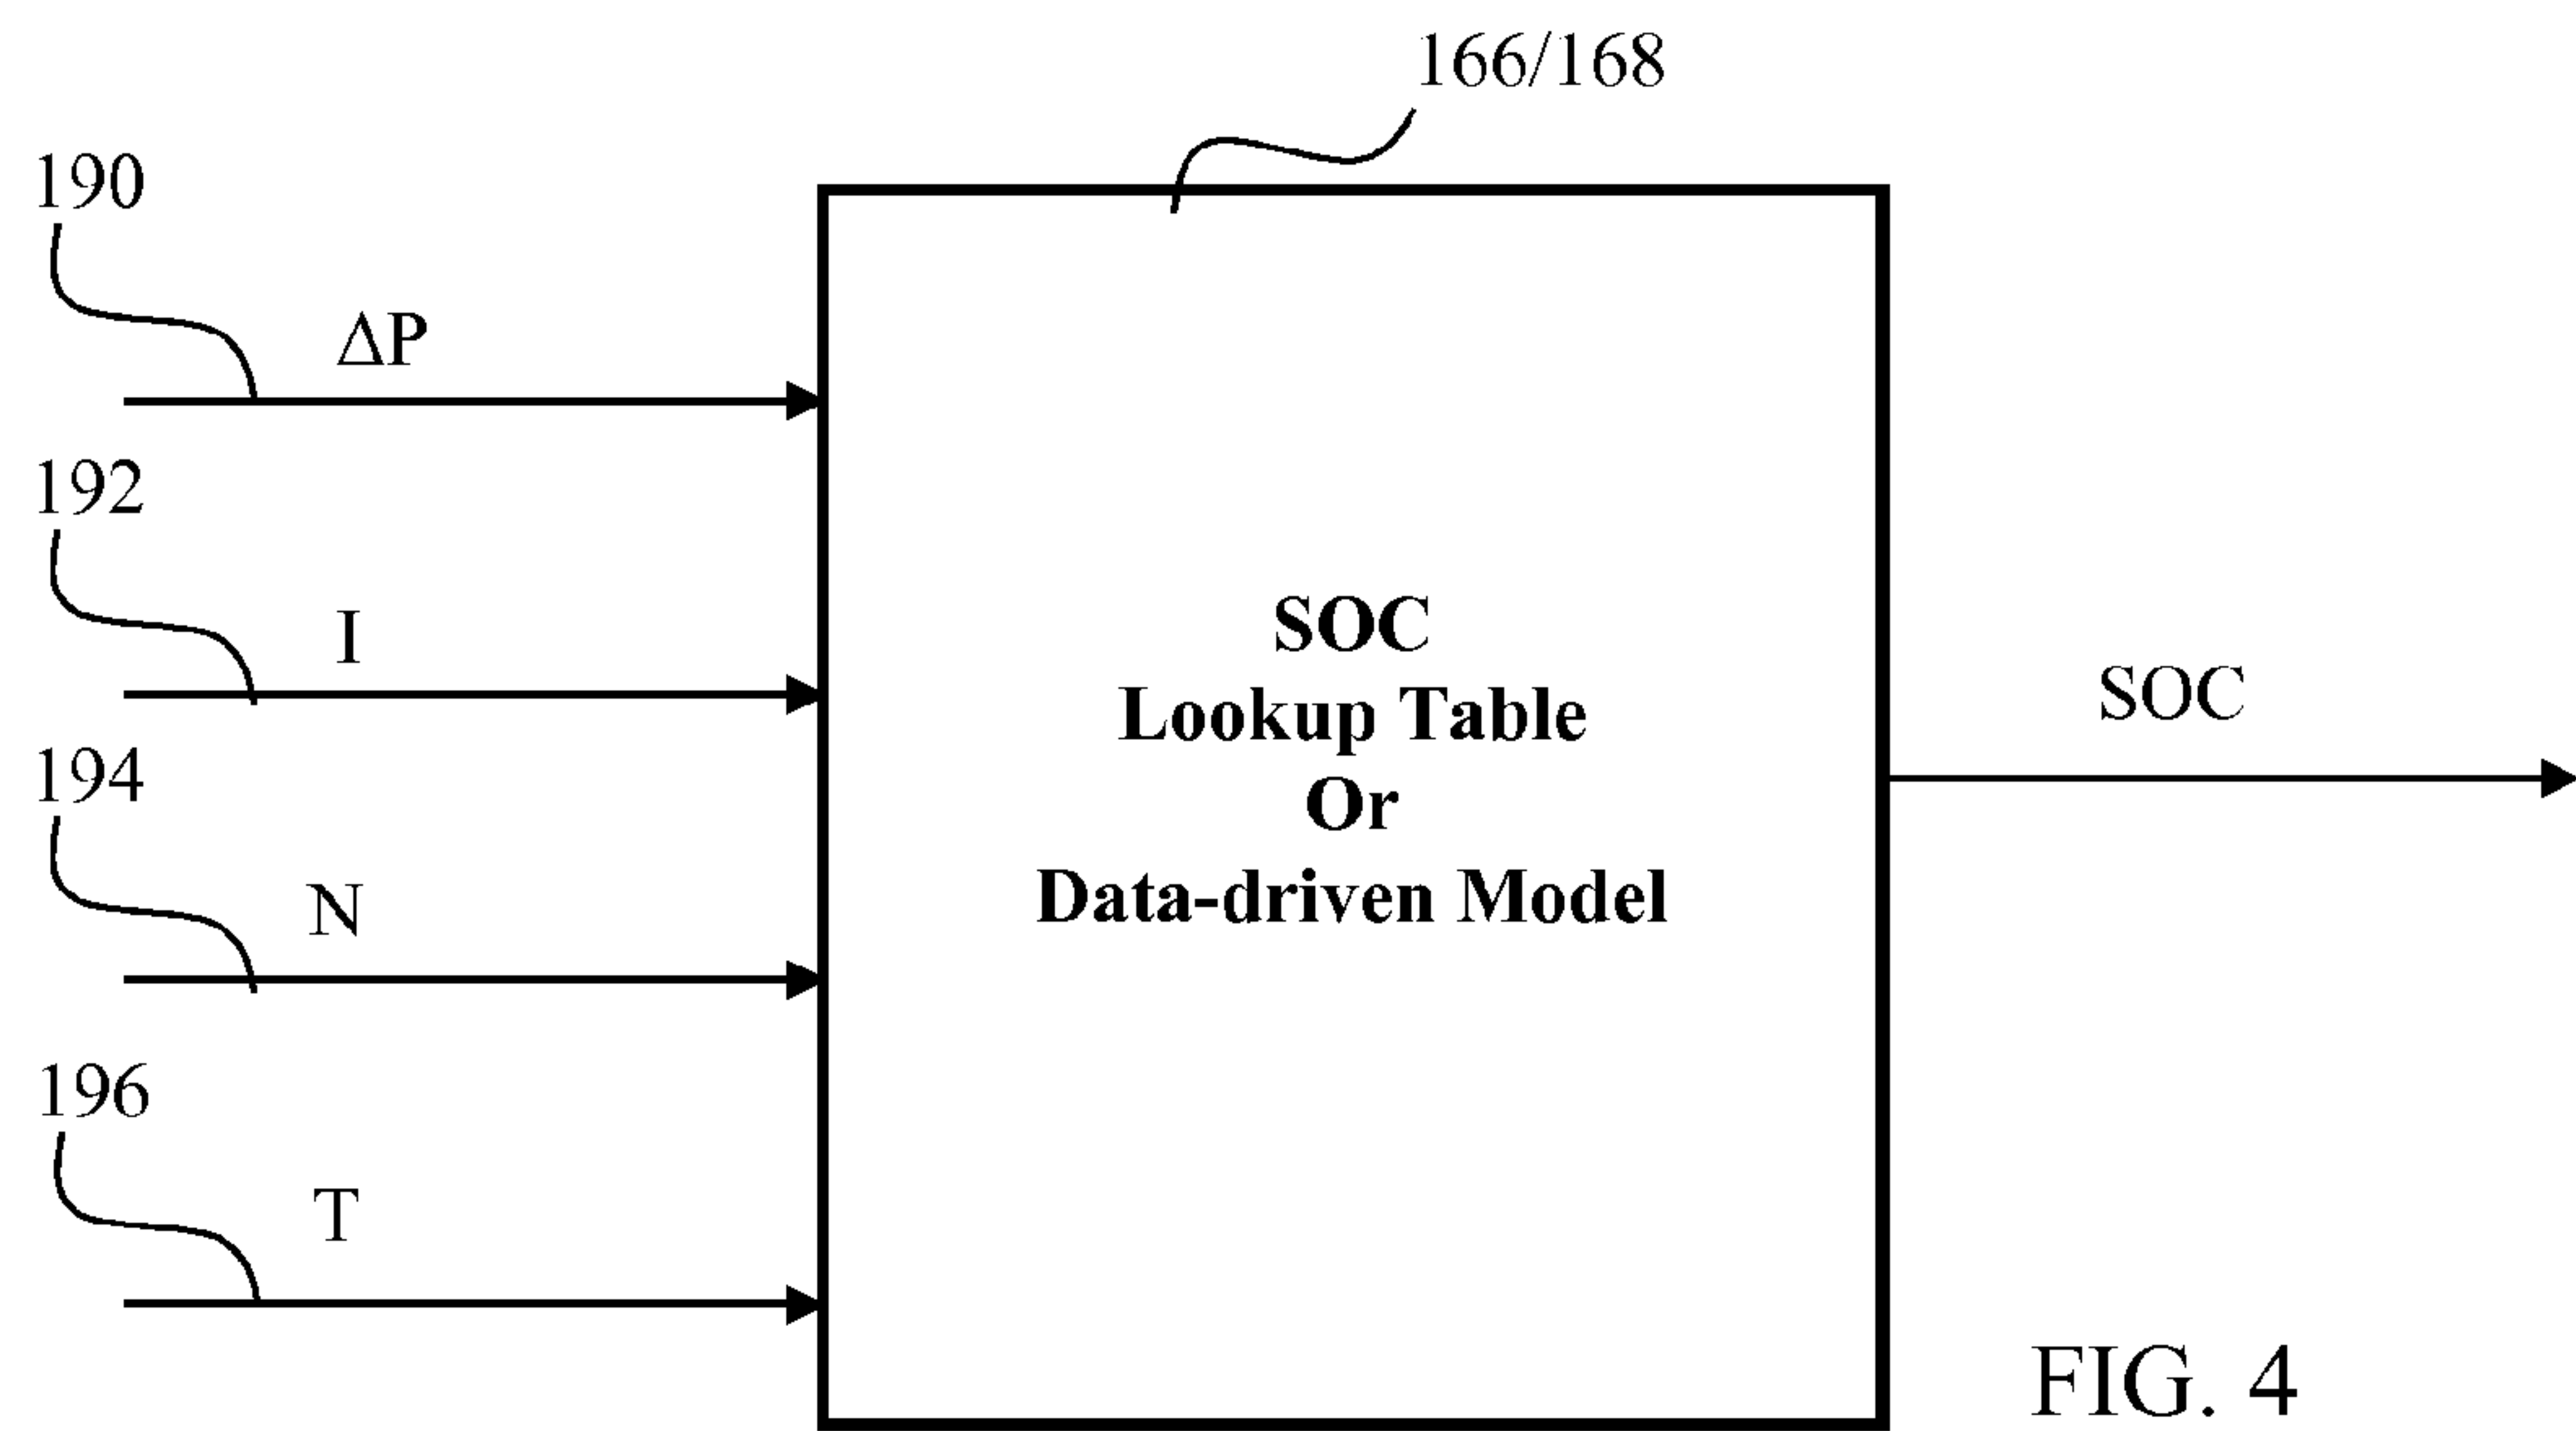 166/168
190
ΔP
192
I
194
N
196
T
SOC
Lookup Table
Or
Data-driven Model
SOC
FIG. 4